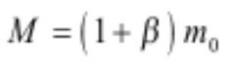 M = (1 + β) m₀